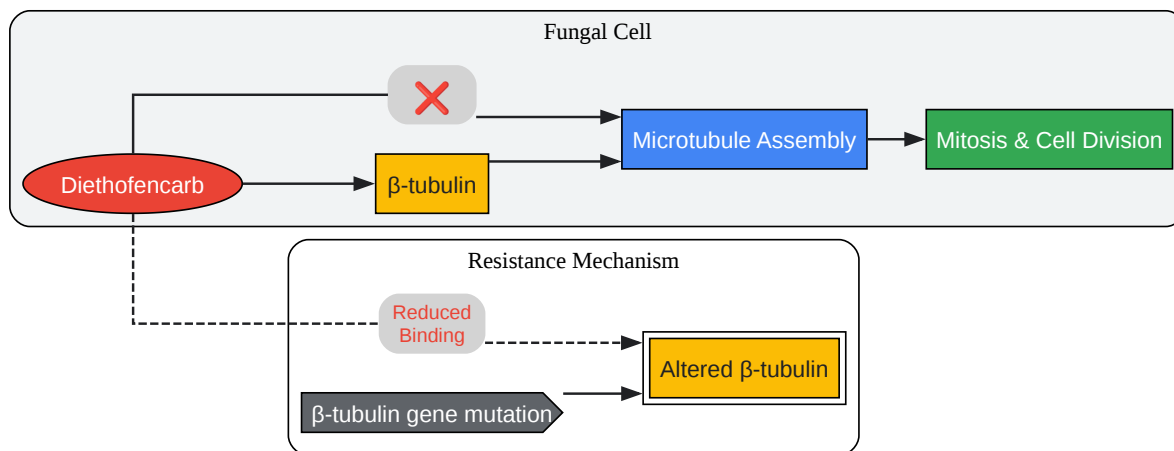 Fungal Cell
Microtubule Assembly
Mitosis & Cell Division
Diethofencarb
β-tubulin
Resistance Mechanism
Reduced
Binding
Altered β-tubulin
β-tubulin gene mutation